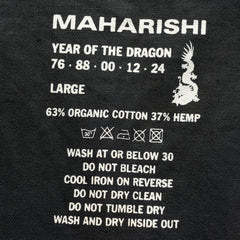 MAHARISHI
YEAR OF THE DRAGON
76 · 88 · 00 · 12 · 24
LARGE
63% ORGANIC COTTON 37% HEMP
WASH AT OR BELOW 30
DO NOT BLEACH
COOL IRON ON REVERSE
DO NOT DRY CLEAN
DO NOT TUMBLE DRY
WASH AND DRY INSIDE OUT